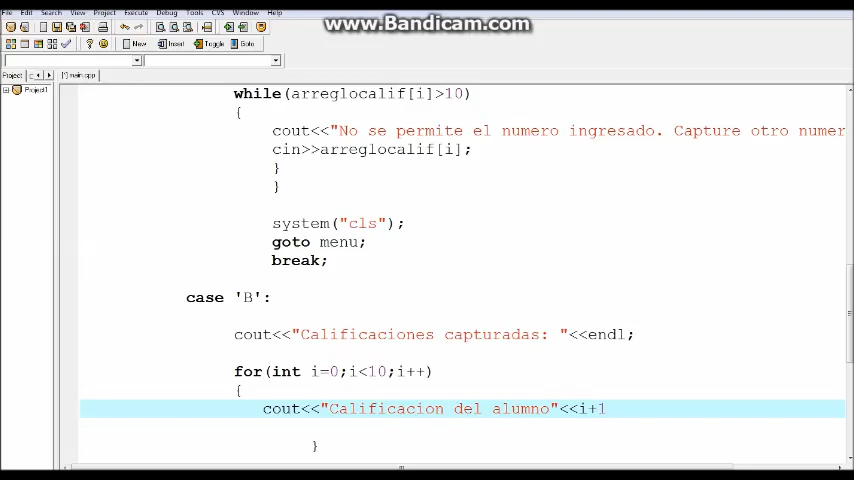 www.Bandicam.com
File Edit Search View Project Execute Debug Tools CVS Window Help
New Insert Toggle Goto
Project [*] main.cpp
Project1
while(arreglocalif[i]>10)
{
cout<<"No se permite el numero ingresado. Capture otro numer
cin>>arreglocalif[i];
}
}
system("cls");
goto menu;
break;
case 'B':
cout<<"Calificaciones capturadas: "<<endl;
for(int i=0;i<10;i++)
{
cout<<"Calificacion del alumno"<<i+1
}